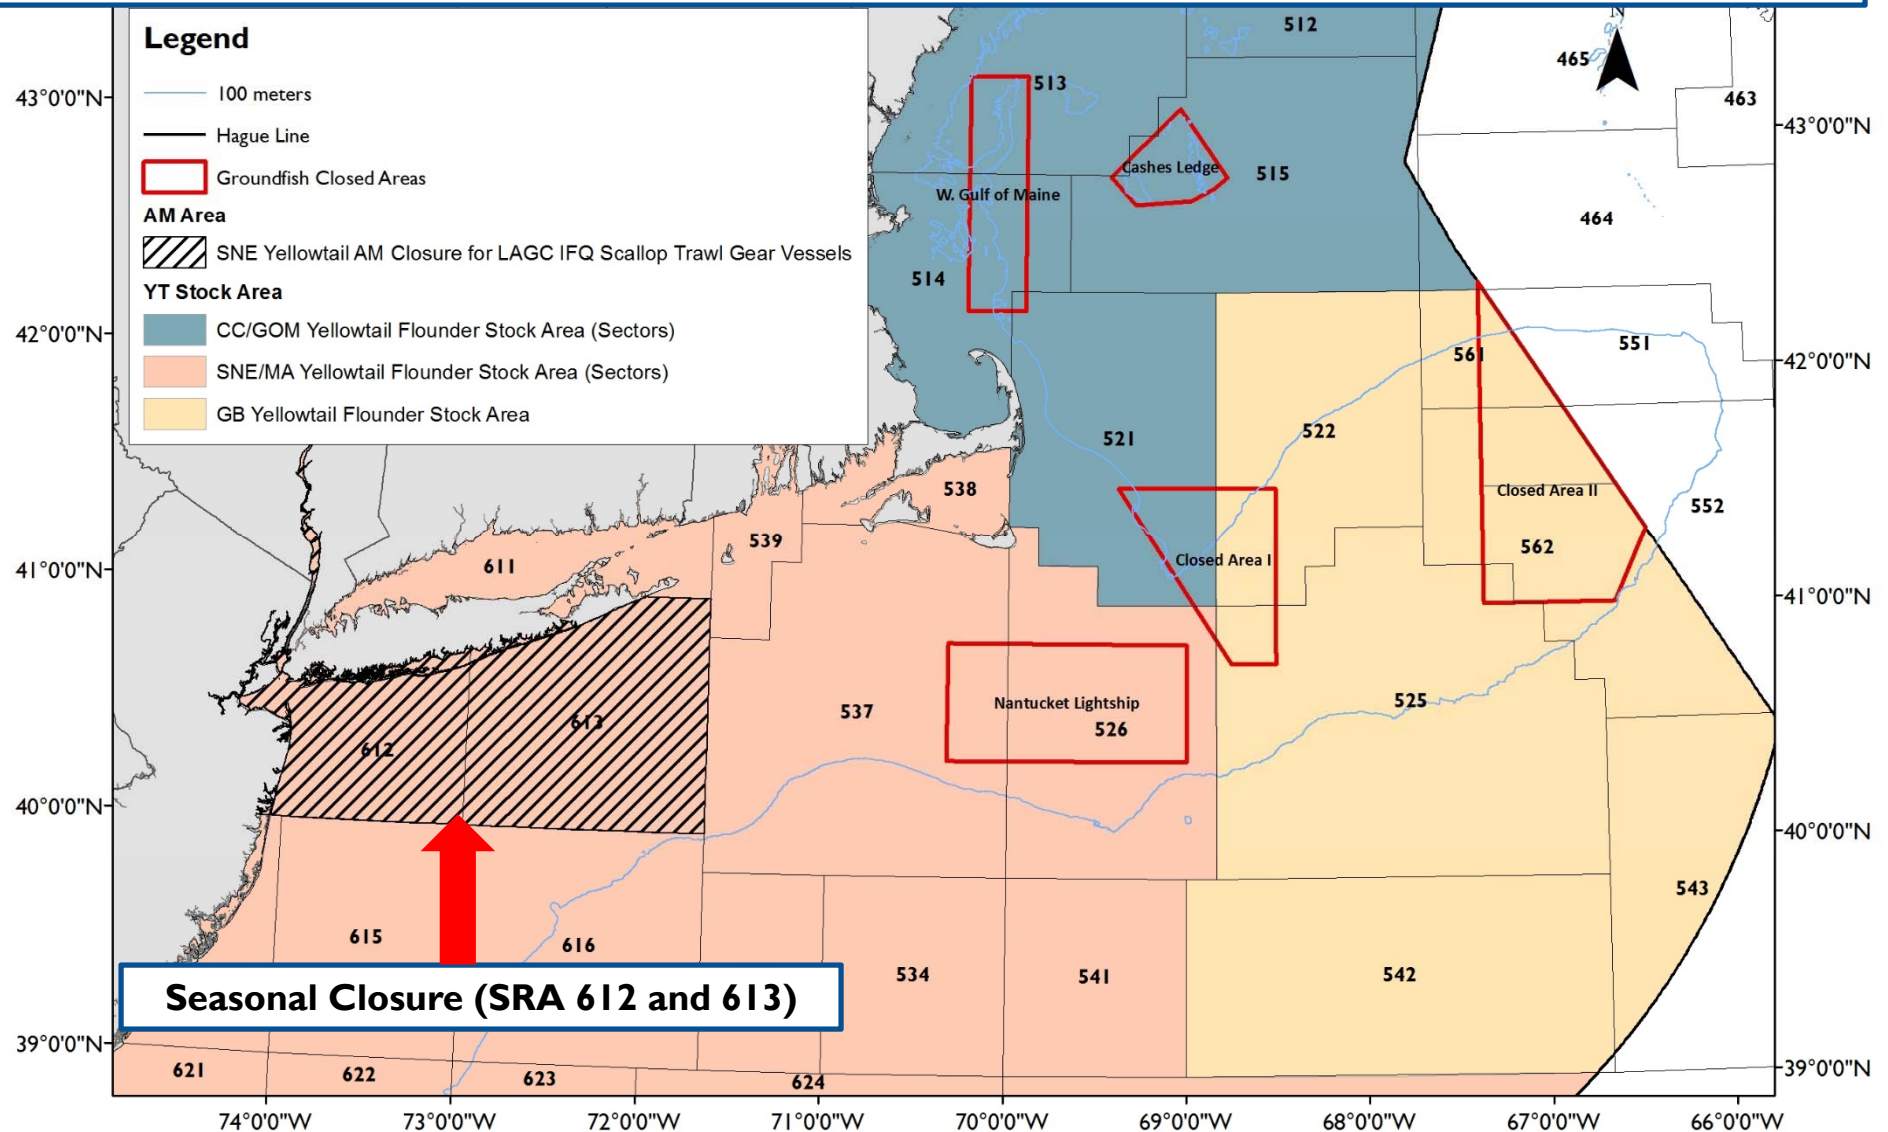 Legend
100 meters
Hague Line
Groundfish Closed Areas
AM Area
SNE Yellowtail AM Closure for LAGC IFQ Scallop Trawl Gear Vessels
YT Stock Area
CC/GOM Yellowtail Flounder Stock Area (Sectors)
SNE/MA Yellowtail Flounder Stock Area (Sectors)
GB Yellowtail Flounder Stock Area
N
512
465
463
513
43°0'0"N
43°0'0"N
Cashes Ledge
515
W. Gulf of Maine
464
514
42°0'0"N
551
561
42°0'0"N
521
522
538
Closed Area II
552
539
562
611
Closed Area I
41°0'0"N
41°0'0"N
Nantucket Lightship
525
537
613
526
612
40°0'0"N
40°0'0"N
543
615
616
534
541
542
Seasonal Closure (SRA 612 and 613)
39°0'0"N
39°0'0"N
621
622
623
624
74°0'0"W
73°0'0"W
72°0'0"W
71°0'0"W
70°0'0"W
69°0'0"W
68°0'0"W
67°0'0"W
66°0'0"W